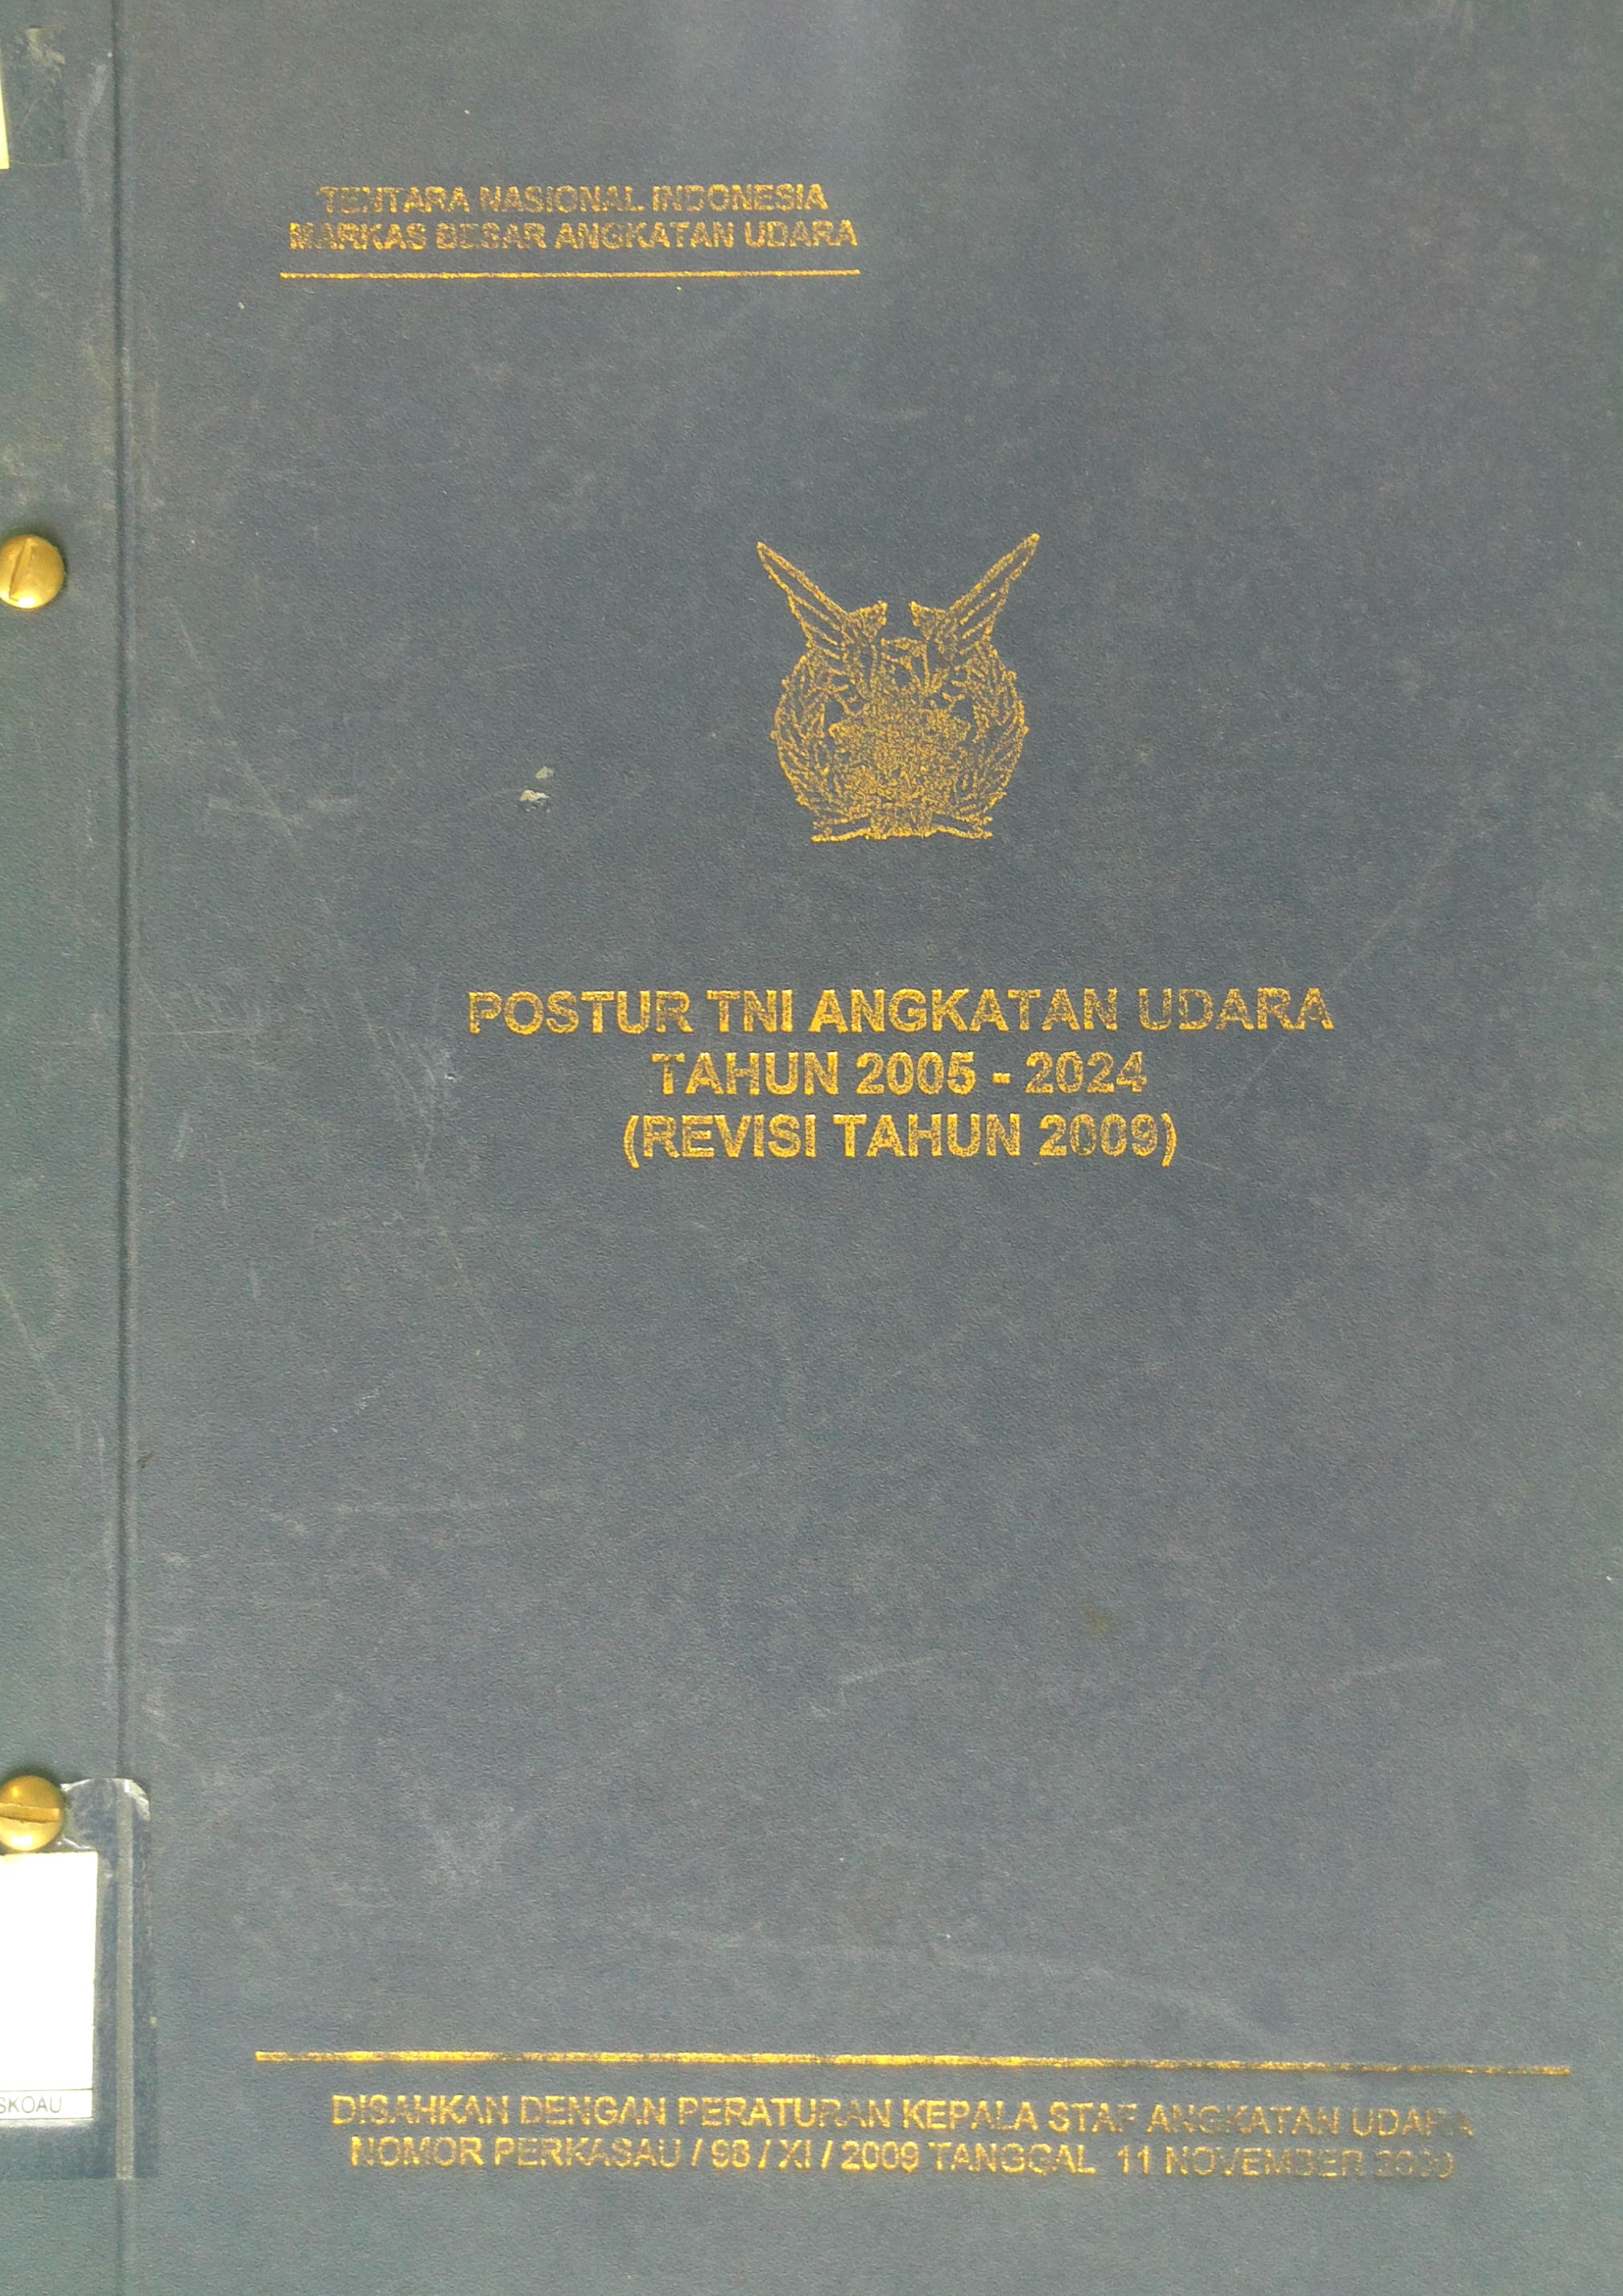 TENTARA NASIONAL INDONESIA
MARKAS BESAR ANGKATAN UDARA
POSTUR TNI ANGKATAN UDARA
TAHUN 2005 - 2024
(REVISI TAHUN 2009)
SKOAU
DISAHKAN DENGAN PERATURAN KEPALA STAF ANGKATAN UDARA
NOMOR PERKASAU / 98 / XI / 2009 TANGGAL 11 NOVEMBER 2009